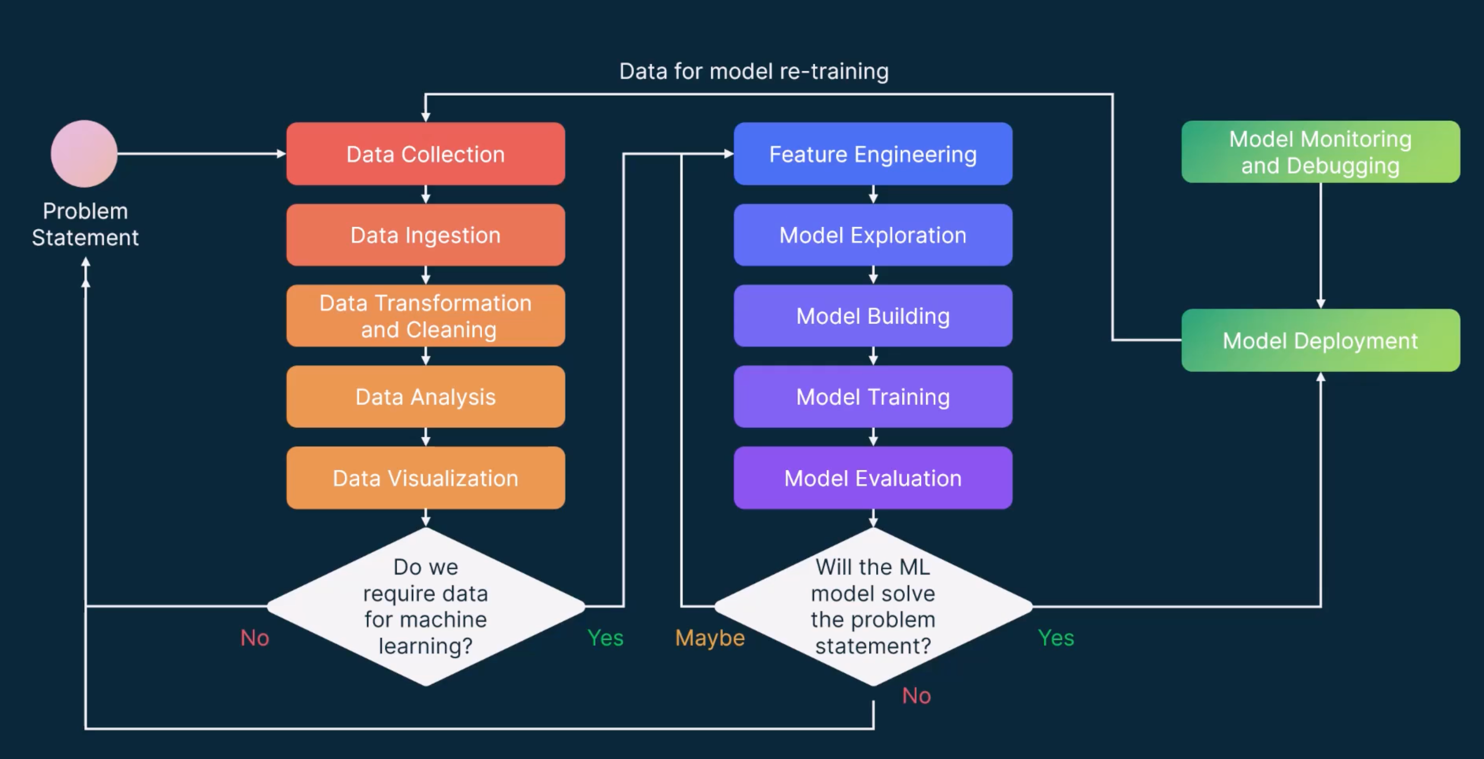 Data for model re-training
Problem
Statement
Data Collection
Data Ingestion
Data Transformation
and Cleaning
Data Analysis
Data Visualization
Do we
require data
for machine
learning?
No
Yes
Feature Engineering
Model Exploration
Model Building
Model Training
Model Evaluation
Will the ML
model solve
the problem
statement?
Maybe
Yes
No
Model Monitoring
and Debugging
Model Deployment